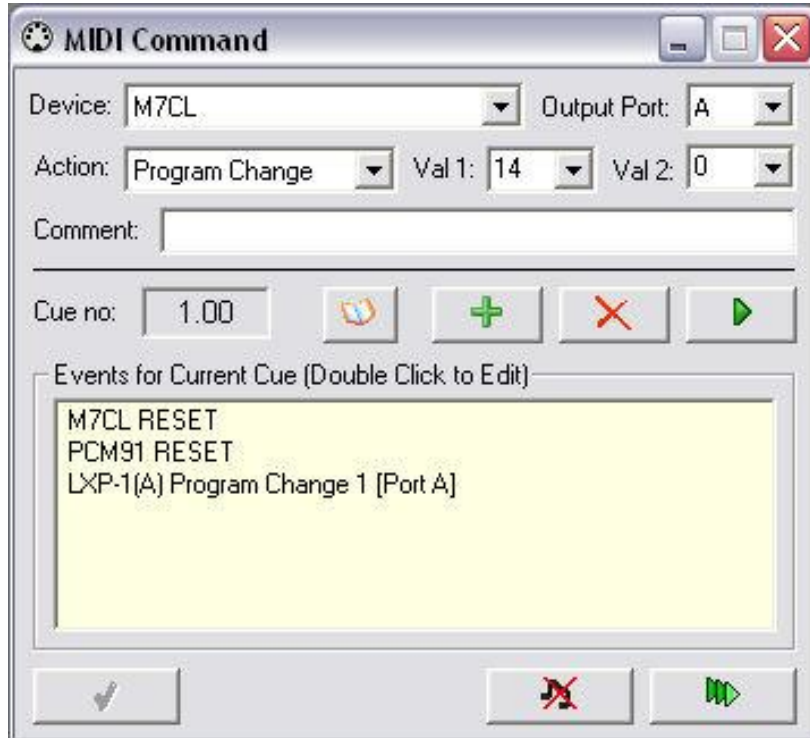 MIDI Command
Device: M7CL Output Port: A
Action: Program Change Val 1: 14 Val 2: 0
Comment:
Cue no: 1.00
Events for Current Cue (Double Click to Edit)
M7CL RESET
PCM91 RESET
LXP-1(A) Program Change 1 [Port A]